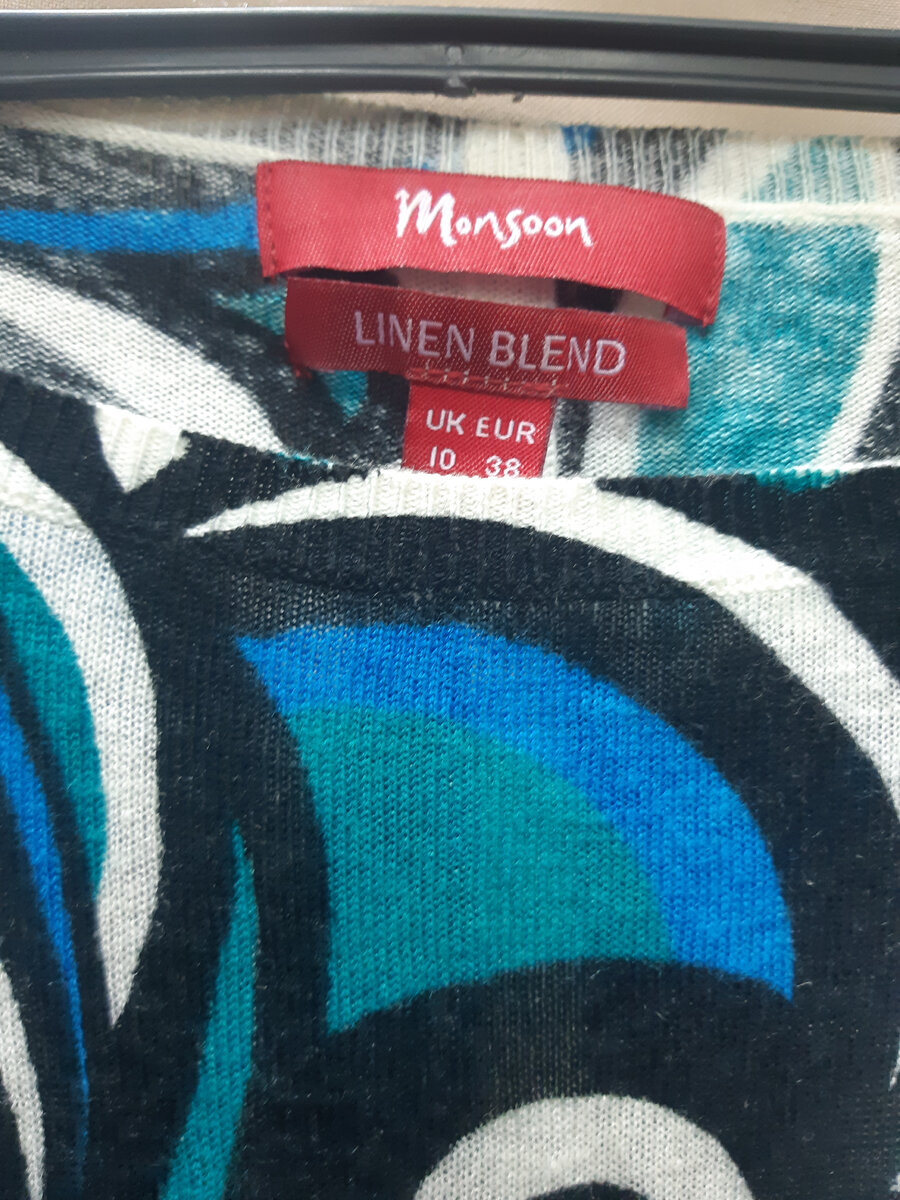 Monsoon
LINEN BLEND
UK EUR
10 38